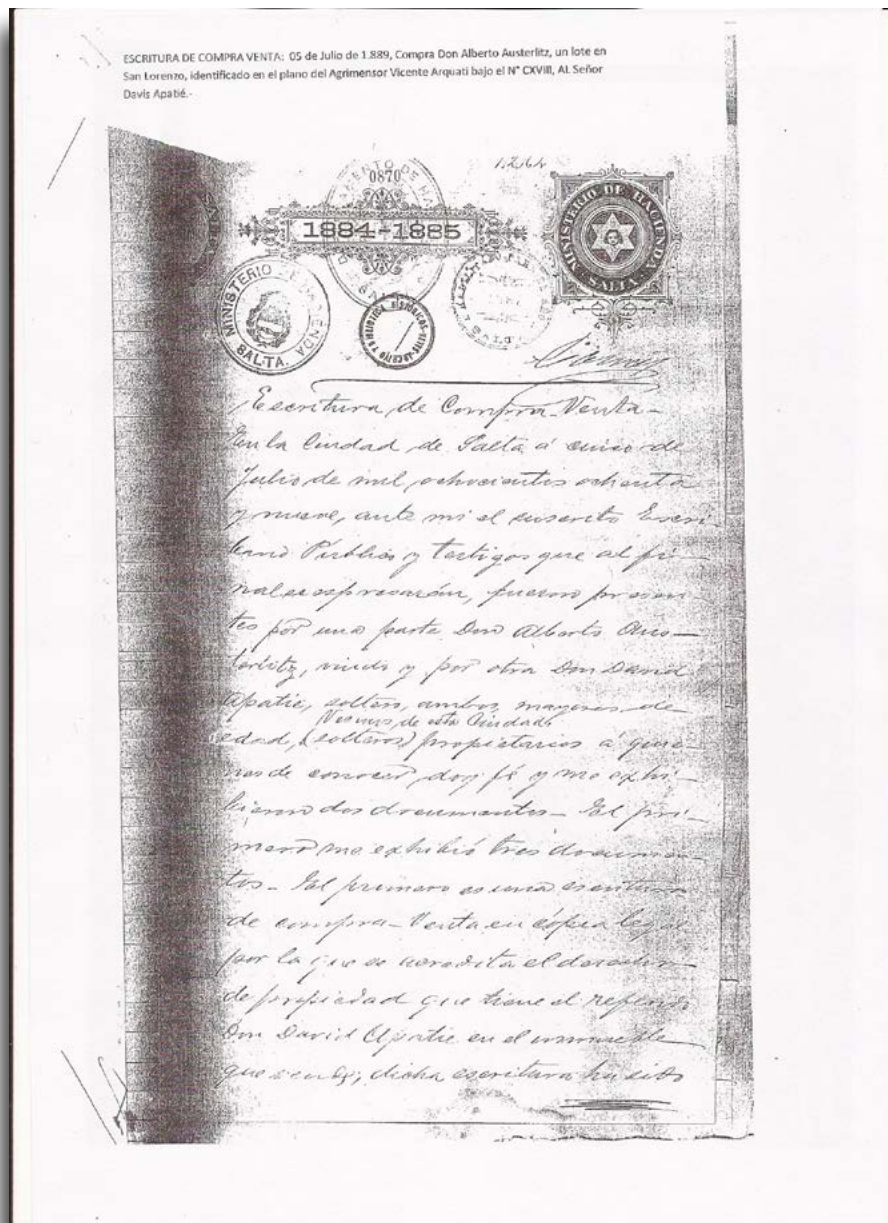 ESCRITURA DE COMPRA VENTA: 05 de Julio de 1.889, Compra Don Alberto Austerlitz, un lote en
San Lorenzo, identificado en el plano del Agrimensor Vicente Arquati bajo el N° CXVIII, AL Señor
Davis Apatié.-
0870
1884-1885
MINISTERIO DE HACIENDA
SALTA
MINISTERIO DE HACIENDA
SALTA.
Escritura de Compra-Venta-
En la Ciudad de Salta á cinco de
Julio de mil ochocientos ochenta
y nueve, ante mi el suscrito Escri
bano Público y testigos que al fi-
nal se espresarán, fueron presen-
tes por una parte Don Alberto Aus-
terlitz, viudo y por otra Don David
Apatie, soltero, ambos mayores de
Vecinos de esta Ciudad
edad, (solteros) propietarios á quie-
nes de conocer doy fé y me exhi-
bieron dos documentos- El pri-
mero me exhibió tres documen-
tos- El primero es una escritura
de compra-Venta en cópia legal
por la que se acredita el derecho
de propiedad que tiene el referido
Don David Apatie en el inmueble
que vende; dicha escritura ha sido